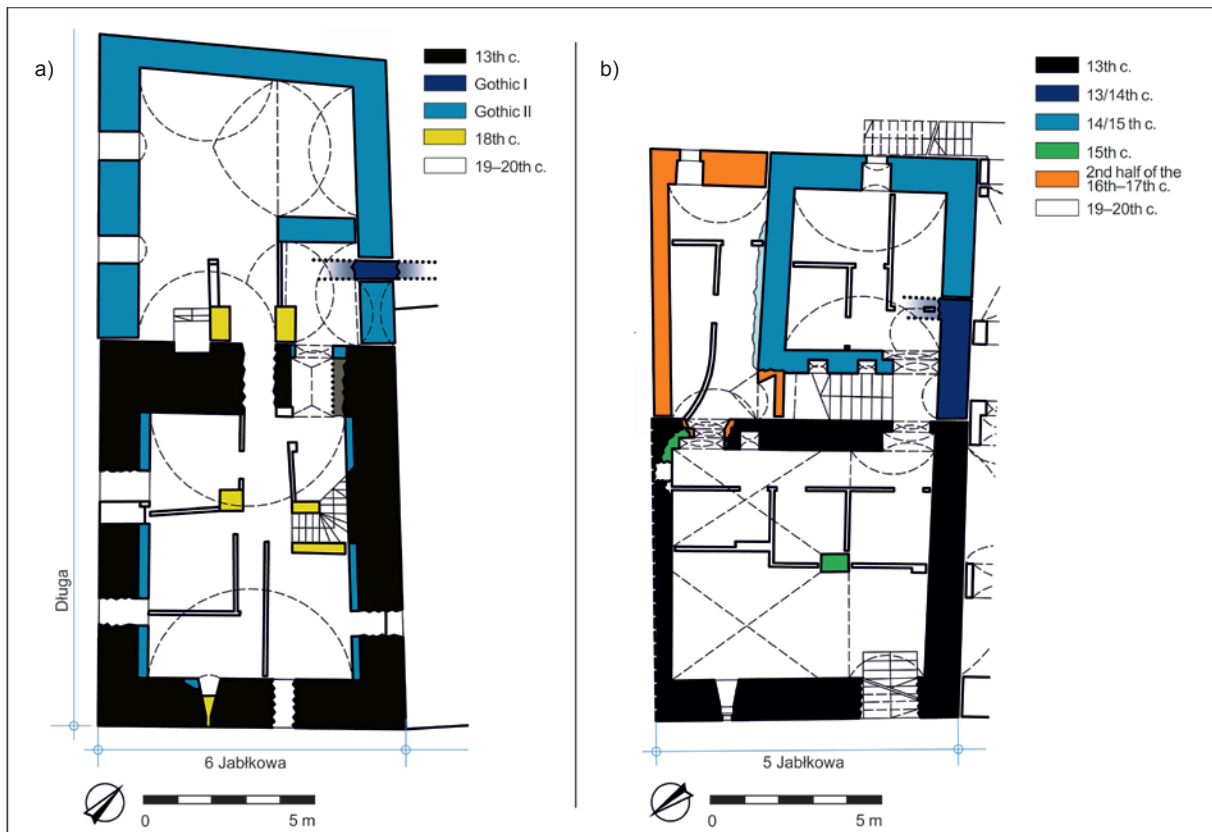 a)
13th c.
Gothic I
Gothic II
18th c.
19–20th c.
Długa
6 Jabłkowa
0
5 m
b)
13th c.
13/14th c.
14/15 th c.
15th c.
2nd half of the
16th–17th c.
19–20th c.
5 Jabłkowa
0
5 m